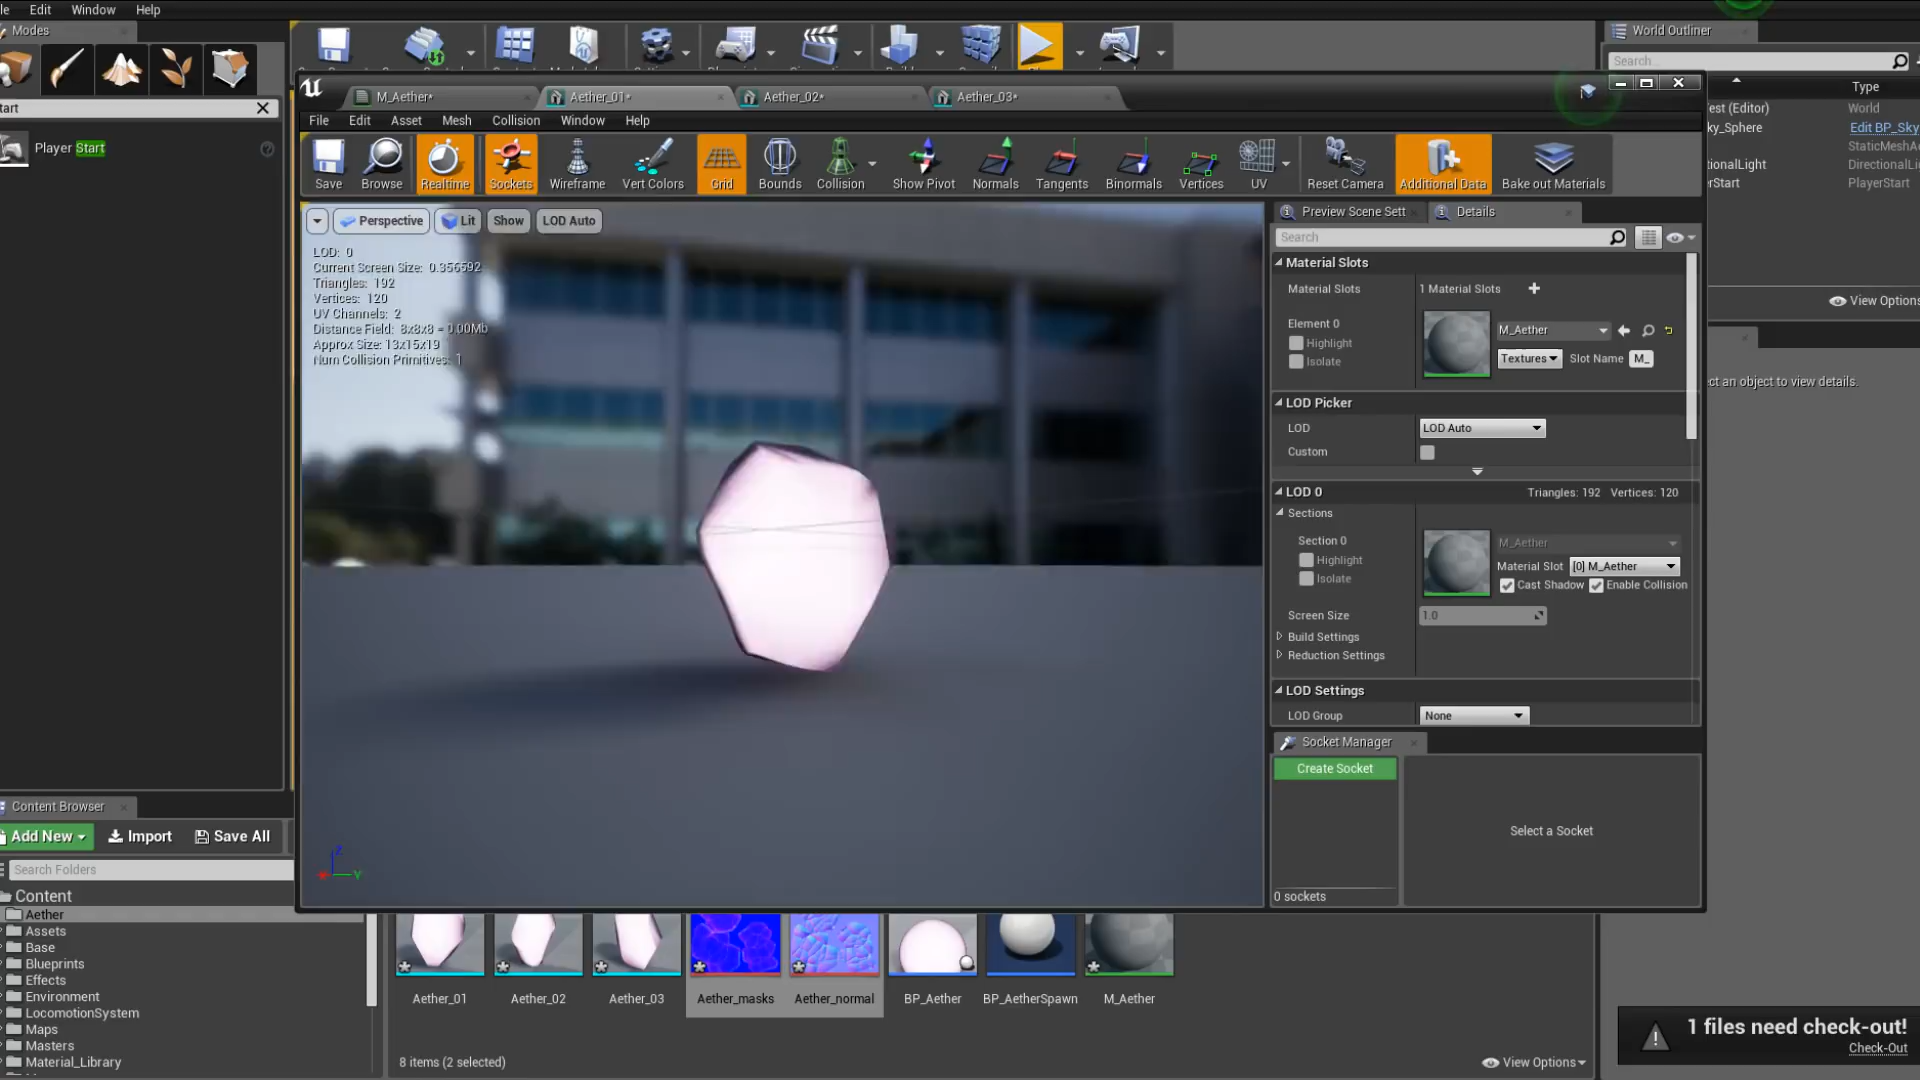 Edit Window Help
Modes
Player Start
M_Aether*
Aether_01*
Aether_02*
Aether_03*
File Edit Asset Mesh Collision Window Help
Save
Browse
Realtime
Sockets
Wireframe
Vert Colors
Grid
Bounds
Collision
Show Pivot
Normals
Tangents
Binormals
Vertices
UV
Reset Camera
Additional Data
Bake out Materials
Perspective
Lit
Show
LOD Auto
LOD: 0
Current Screen Size: 0.356592
Triangles: 192
Vertices: 120
UV Channels: 2
Distance Field: 8x8x8 = 0.00Mb
Approx Size: 13x15x19
Num Collision Primitives: 1
Z
Y
Preview Scene Sett
Details
Search
Material Slots
Material Slots 1 Material Slots
Element 0
Highlight
Isolate
M_Aether
Textures
Slot Name M_
LOD Picker
LOD LOD Auto
Custom
LOD 0 Triangles: 192 Vertices: 120
Sections
Section 0
Highlight
Isolate
M_Aether
Material Slot [0] M_Aether
Cast Shadow Enable Collision
Screen Size 1.0
Build Settings
Reduction Settings
LOD Settings
LOD Group None
Socket Manager
Create Socket
Select a Socket
0 sockets
World Outliner
Search...
Type
(Editor) World
Edit BP_Sky
DirectionalLight
PlayerStart
View Options
an object to view details.
Content Browser
Add New Import Save All
Search Folders
Content
Aether
Assets
Base
Blueprints
Effects
Environment
LocomotionSystem
Maps
Masters
Material_Library
Aether_01
Aether_02
Aether_03
Aether_masks
Aether_normal
BP_Aether
BP_AetherSpawn
M_Aether
8 items (2 selected)
View Options
1 files need check-out!
Check-Out